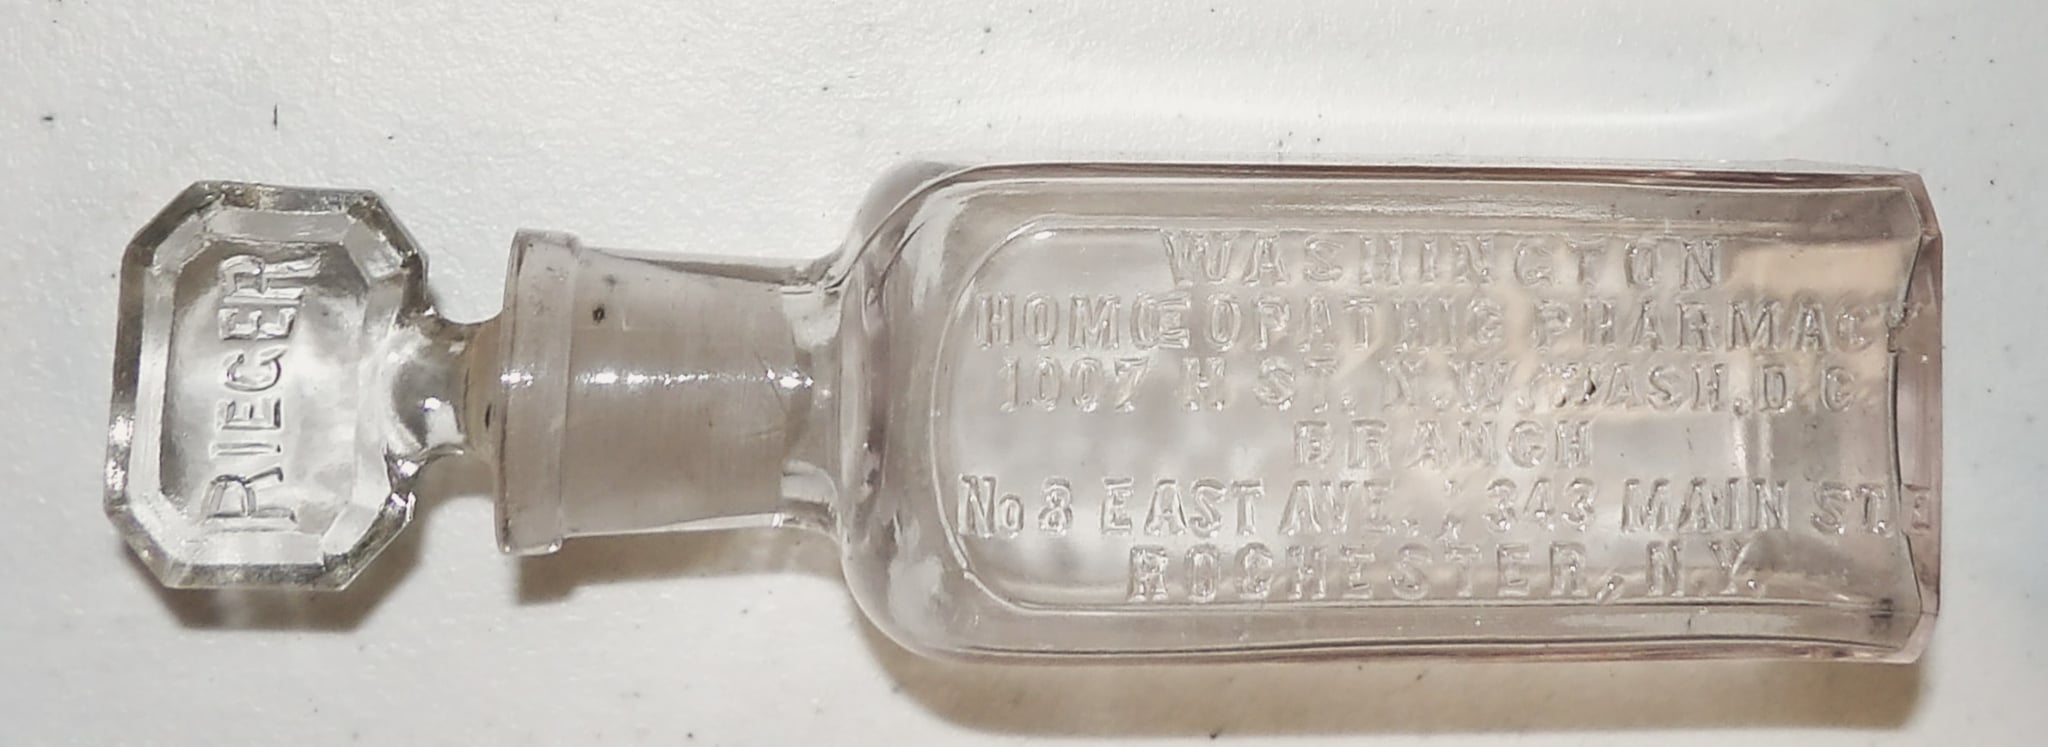 RIEGER
WASHINGTON
HOMŒOPATHIC PHARMACY
1007 H ST. N.W. WASH. D C
BRANCH
No 8 EAST AVE., 343 MAIN ST. E
ROCHESTER, N.Y.